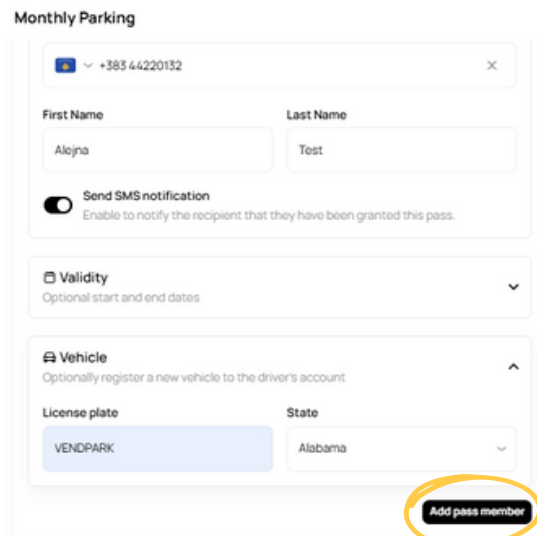 Monthly Parking
+383 44220132
First Name Last Name
Alejna Test
Send SMS notification
Enable to notify the recipient that they have been granted this pass.
Validity
Optional start and end dates
Vehicle
Optionally register a new vehicle to the driver's account
License plate State
VENDPARK Alabama
Add pass member